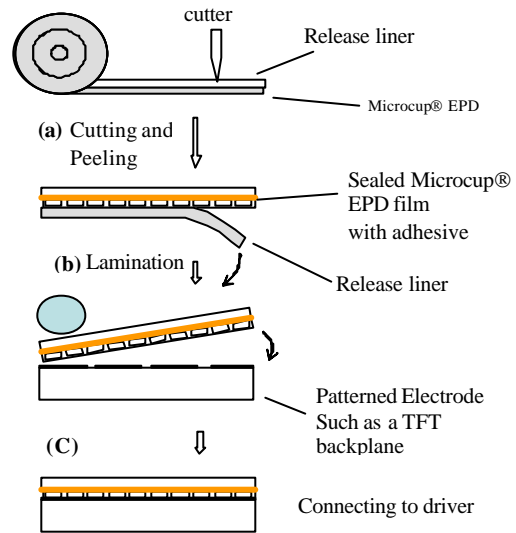 cutter
Release liner
Microcup® EPD
(a) Cutting and
Peeling
Sealed Microcup®
EPD film
with adhesive
(b) Lamination
Release liner
Patterned Electrode
Such as a TFT
backplane
(C)
Connecting to driver